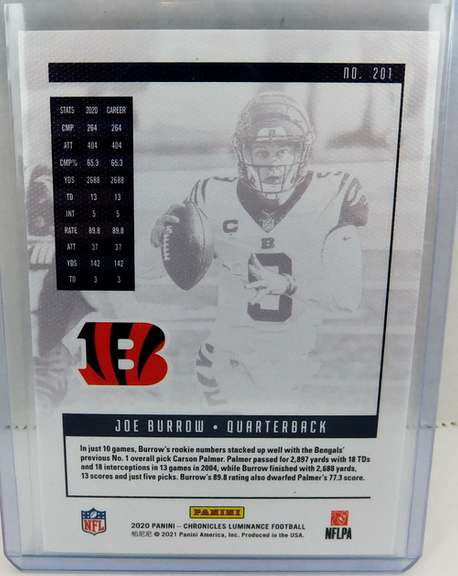 NO. 201
STATS 2020 CAREER
CMP 264 264
ATT 404 404
CMP% 65.3 65.3
YDS 2688 2688
TD 13 13
INT 5 5
RATE 89.8 89.8
ATT 37 37
YDS 142 142
TD 3 3
C B
9
B
JOE BURROW • QUARTERBACK
In just 10 games, Burrow's rookie numbers stacked up well with the Bengals'
previous No. 1 overall pick Carson Palmer. Palmer passed for 2,897 yards with 18 TDs
and 18 interceptions in 13 games in 2004, while Burrow finished with 2,688 yards,
13 scores and just five picks. Burrow's 89.8 rating also dwarfed Palmer's 77.3 score.
NFL
PANINI
NFLPA
2020 PANINI – CHRONICLES LUMINANCE FOOTBALL
帕尼尼 © 2021 Panini America, Inc. Produced in the USA.